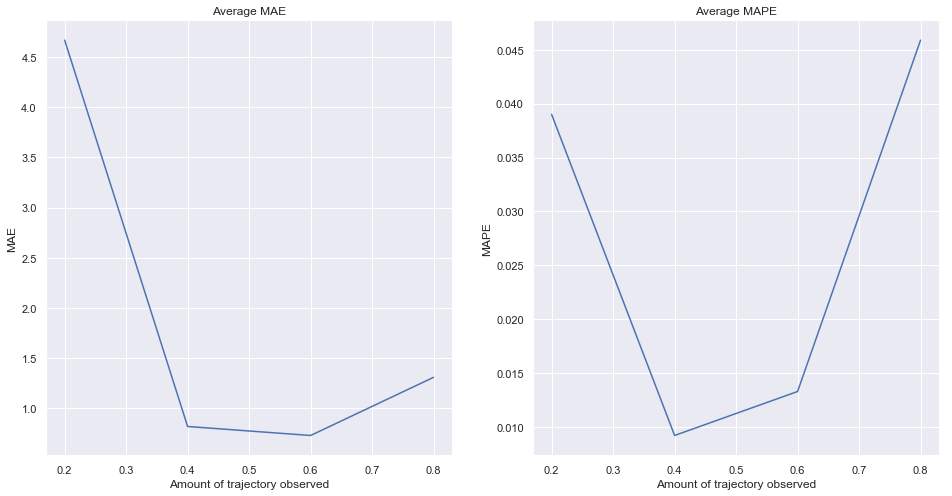 Average MAE
4.5
4.0
3.5
3.0
2.5
2.0
1.5
1.0
MAE
0.2 0.3 0.4 0.5 0.6 0.7 0.8
Amount of trajectory observed
Average MAPE
0.045
0.040
0.035
0.030
0.025
0.020
0.015
0.010
MAPE
0.2 0.3 0.4 0.5 0.6 0.7 0.8
Amount of trajectory observed